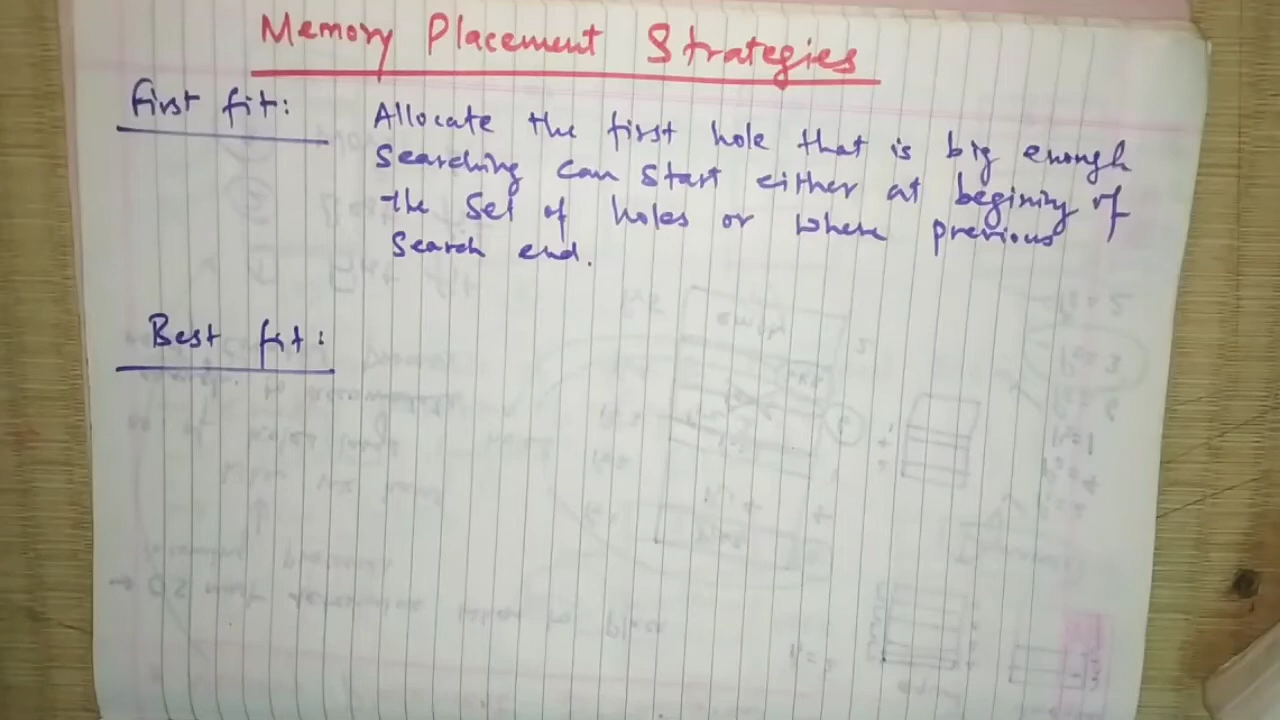 Memory Placement Strategies
First fit: Allocate the first hole that is big enough
Searching can start either at begining of
the set of holes or where previous
Search end.
Best fit: